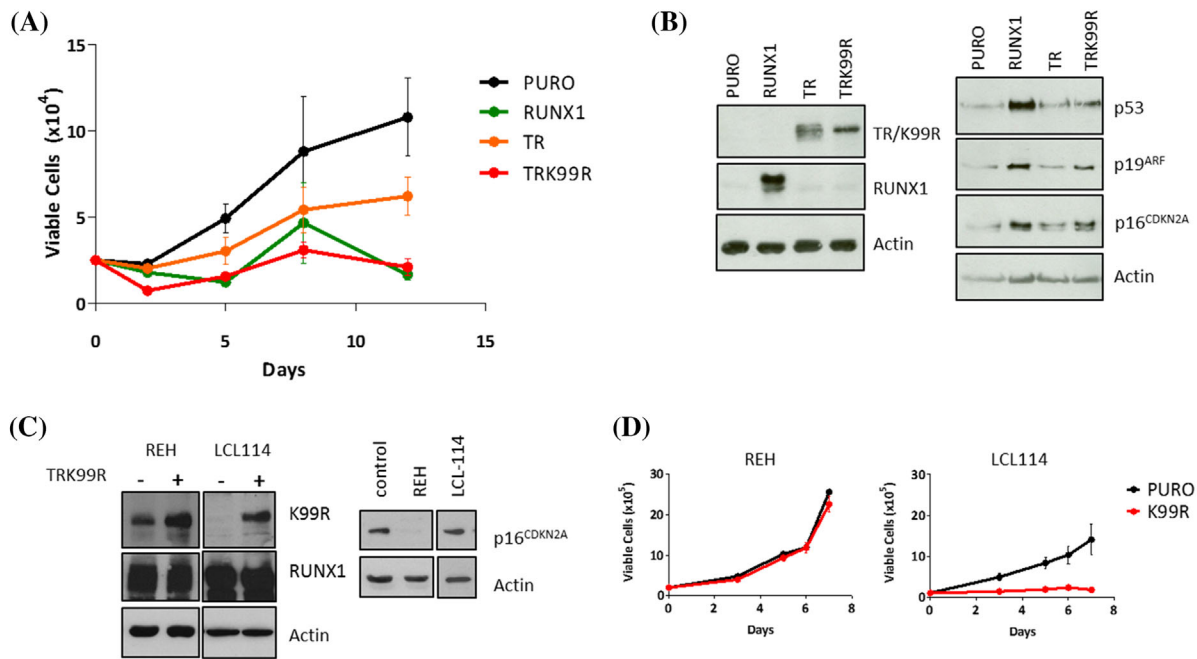 (A)
Viable Cells (x10⁴)
15
10
5
0
0 5 10 15
Days
PURO
RUNX1
TR
TRK99R
(B)
PURO
RUNX1
TR
TRK99R
TR/K99R
RUNX1
Actin
PURO
RUNX1
TR
TRK99R
p53
p19ᴬᴿꟳ
p16ᶜᴰᴷᴺ²ᴬ
Actin
(C)
REH LCL114
TRK99R - + - +
K99R
RUNX1
Actin
control
REH
LCL-114
p16ᶜᴰᴷᴺ²ᴬ
Actin
(D)
REH
Viable Cells (x10⁵)
30
20
10
0
0 2 4 6 8
Days
LCL114
Viable Cells (x10⁵)
30
20
10
0
0 2 4 6 8
Days
PURO
K99R